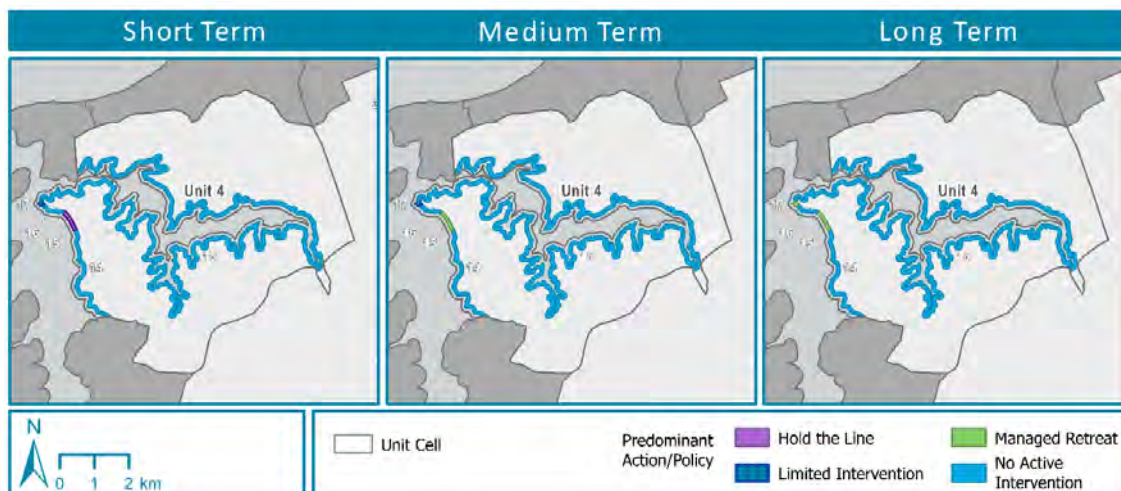 Short Term
Medium Term
Long Term
Unit 4
Unit 4
Unit 4
N
0 1 2 km
Unit Cell
Predominant
Action/Policy
Hold the Line
Limited Intervention
Managed Retreat
No Active
Intervention